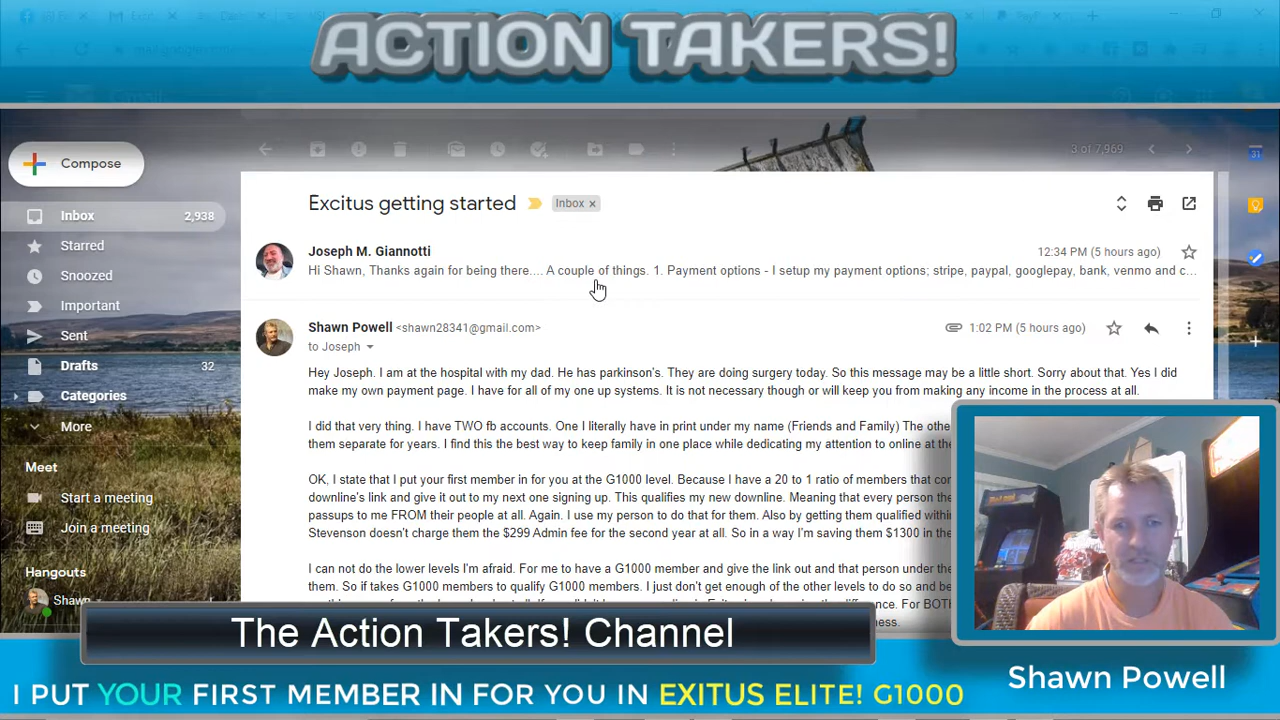 ACTION TAKERS!
Gmail
Compose
3 of 7,969
Inbox 2,938
Starred
Snoozed
Important
Sent
Drafts 32
Categories
More
Meet
Start a meeting
Join a meeting
Hangouts
Shawn
Excitus getting started Inbox x
Joseph M. Giannotti 12:34 PM (5 hours ago)
Hi Shawn, Thanks again for being there.... A couple of things. 1. Payment options - I setup my payment options; stripe, paypal, googlepay, bank, venmo and c...
Shawn Powell <shawn28341@gmail.com> 1:02 PM (5 hours ago)
to Joseph
Hey Joseph. I am at the hospital with my dad. He has parkinson's. They are doing surgery today. So this message may be a little short. Sorry about that. Yes I did
make my own payment page. I have for all of my one up systems. It is not necessary though or will keep you from making any income in the process at all.
I did that very thing. I have TWO fb accounts. One I literally have in print under my name (Friends and Family) The othe
them separate for years. I find this the best way to keep family in one place while dedicating my attention to online at the
OK, I state that I put your first member in for you at the G1000 level. Because I have a 20 to 1 ratio of members that con
downline's link and give it out to my next one signing up. This qualifies my new downline. Meaning that every person the
passups to me FROM their people at all. Again. I use my person to do that for them. Also by getting them qualified within
Stevenson doesn't charge them the $299 Admin fee for the second year at all. So in a way I'm saving them $1300 in the
I can not do the lower levels I'm afraid. For me to have a G1000 member and give the link out and that person under the
them. So if takes G1000 members to qualify G1000 members. I just don't get enough of the other levels to do so and be
31
The Action Takers! Channel
Shawn Powell
I PUT YOUR FIRST MEMBER IN FOR YOU IN EXITUS ELITE! G1000